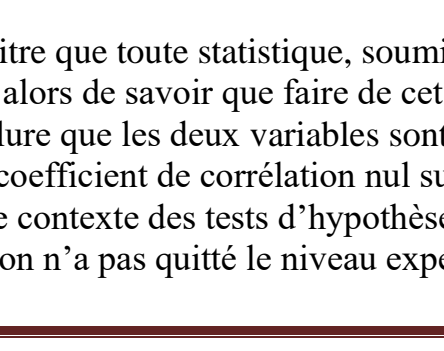 itre que toute statistique, soumi
alors de savoir que faire de cet
lure que les deux variables sont
coefficient de corrélation nul su
e contexte des tests d'hypothèse
on n'a pas quitté le niveau expé